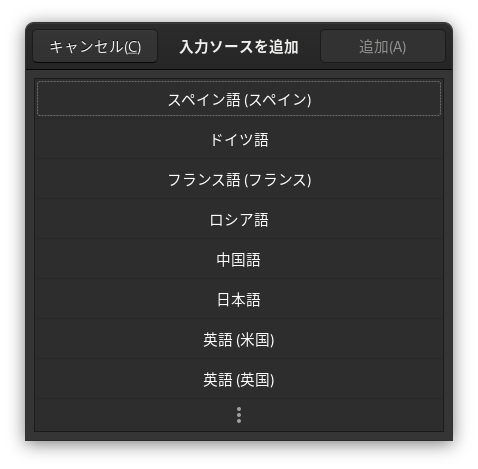 キャンセル(C) 入力ソースを追加 追加(A)
スペイン語 (スペイン)
ドイツ語
フランス語 (フランス)
ロシア語
中国語
日本語
英語 (米国)
英語 (英国)